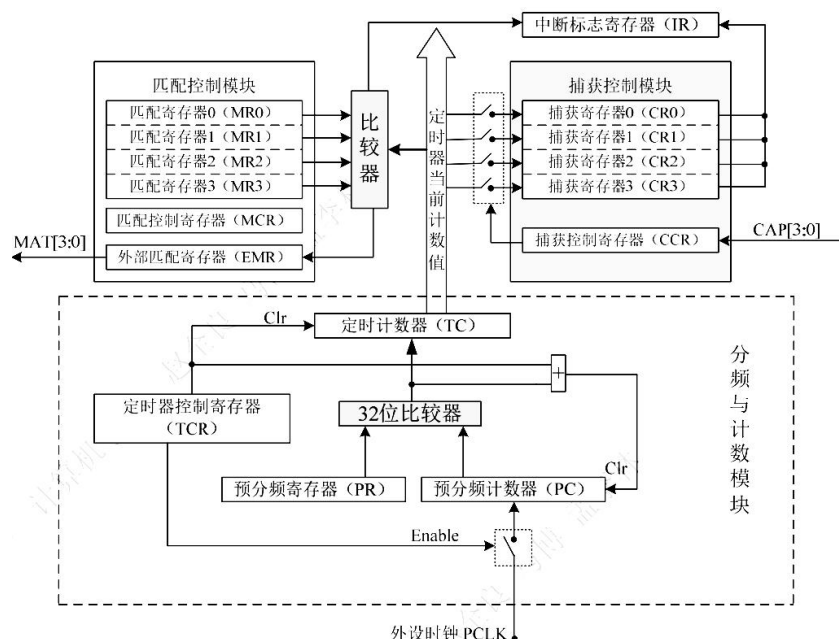 中断标志寄存器（IR）
匹配控制模块
捕获控制模块
匹配寄存器0（MR0）
匹配寄存器1（MR1）
匹配寄存器2（MR2）
匹配寄存器3（MR3）
匹配控制寄存器（MCR）
外部匹配寄存器（EMR）
MAT[3:0]
比较器
定时器当前计数值
捕获寄存器0（CR0）
捕获寄存器1（CR1）
捕获寄存器2（CR2）
捕获寄存器3（CR3）
捕获控制寄存器（CCR）
CAP[3:0]
Clr
定时计数器（TC）
分频与计数模块
+
定时器控制寄存器
（TCR）
32位比较器
Clr
预分频寄存器（PR）
预分频计数器（PC）
Enable
外设时钟 PCLK